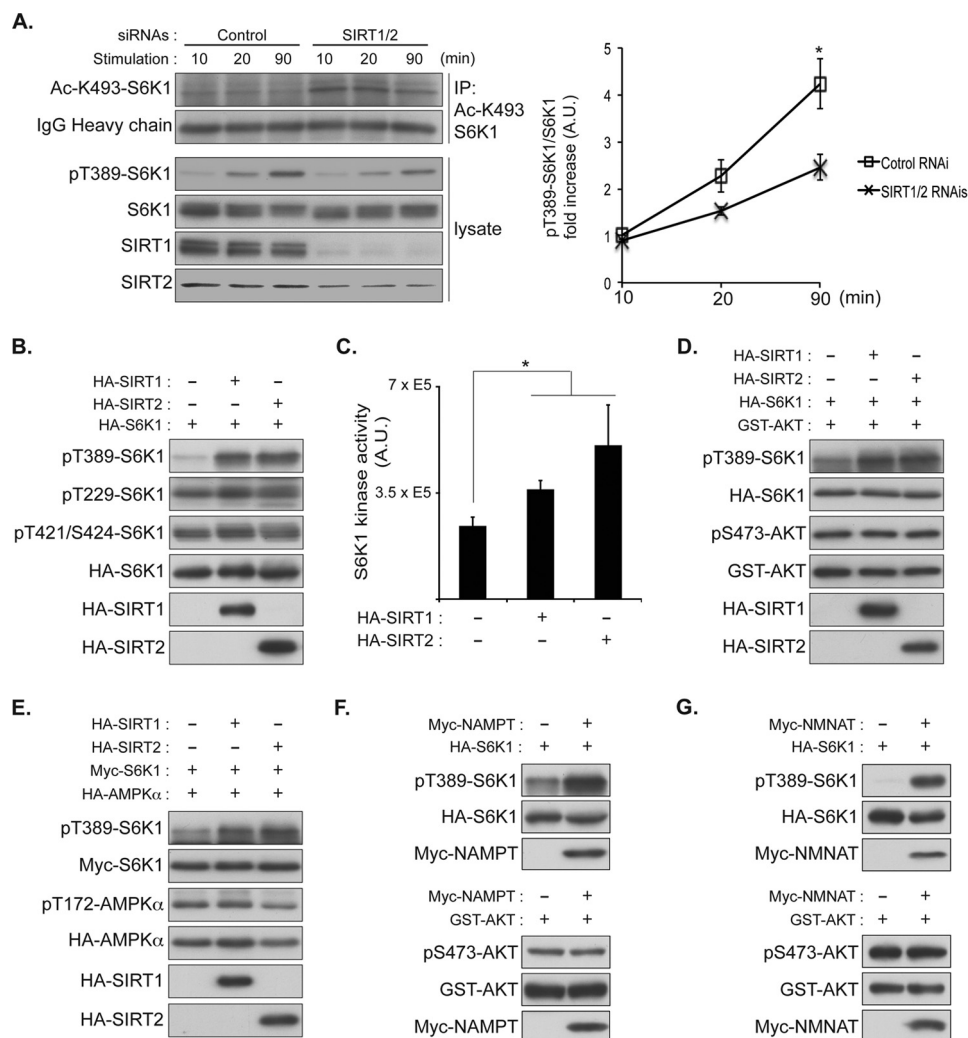 A.
siRNAs : Control SIRT1/2
Stimulation : 10 20 90 10 20 90 (min)
Ac-K493-S6K1
IgG Heavy chain
IP:
Ac-K493
S6K1
pT389-S6K1
S6K1
SIRT1
SIRT2
lysate
pT389-S6K1/S6K1
fold increase (A.U.)
5
4
3
2
1
0
10 20 90 (min)
*
Cotrol RNAi
SIRT1/2 RNAis
B.
HA-SIRT1 : – + –
HA-SIRT2 : – – +
HA-S6K1 : + + +
pT389-S6K1
pT229-S6K1
pT421/S424-S6K1
HA-S6K1
HA-SIRT1
HA-SIRT2
C.
S6K1 kinase activity
(A.U.)
7 x E5
3.5 x E5
*
HA-SIRT1 : – + –
HA-SIRT2 : – – +
D.
HA-SIRT1 : – + –
HA-SIRT2 : – – +
HA-S6K1 : + + +
GST-AKT : + + +
pT389-S6K1
HA-S6K1
pS473-AKT
GST-AKT
HA-SIRT1
HA-SIRT2
E.
HA-SIRT1 : – + –
HA-SIRT2 : – – +
Myc-S6K1 : + + +
HA-AMPKα : + + +
pT389-S6K1
Myc-S6K1
pT172-AMPKα
HA-AMPKα
HA-SIRT1
HA-SIRT2
F.
Myc-NAMPT : – +
HA-S6K1 : + +
pT389-S6K1
HA-S6K1
Myc-NAMPT
Myc-NAMPT : – +
GST-AKT : + +
pS473-AKT
GST-AKT
Myc-NAMPT
G.
Myc-NMNAT : – +
HA-S6K1 : + +
pT389-S6K1
HA-S6K1
Myc-NMNAT
Myc-NMNAT : – +
GST-AKT : + +
pS473-AKT
GST-AKT
Myc-NMNAT